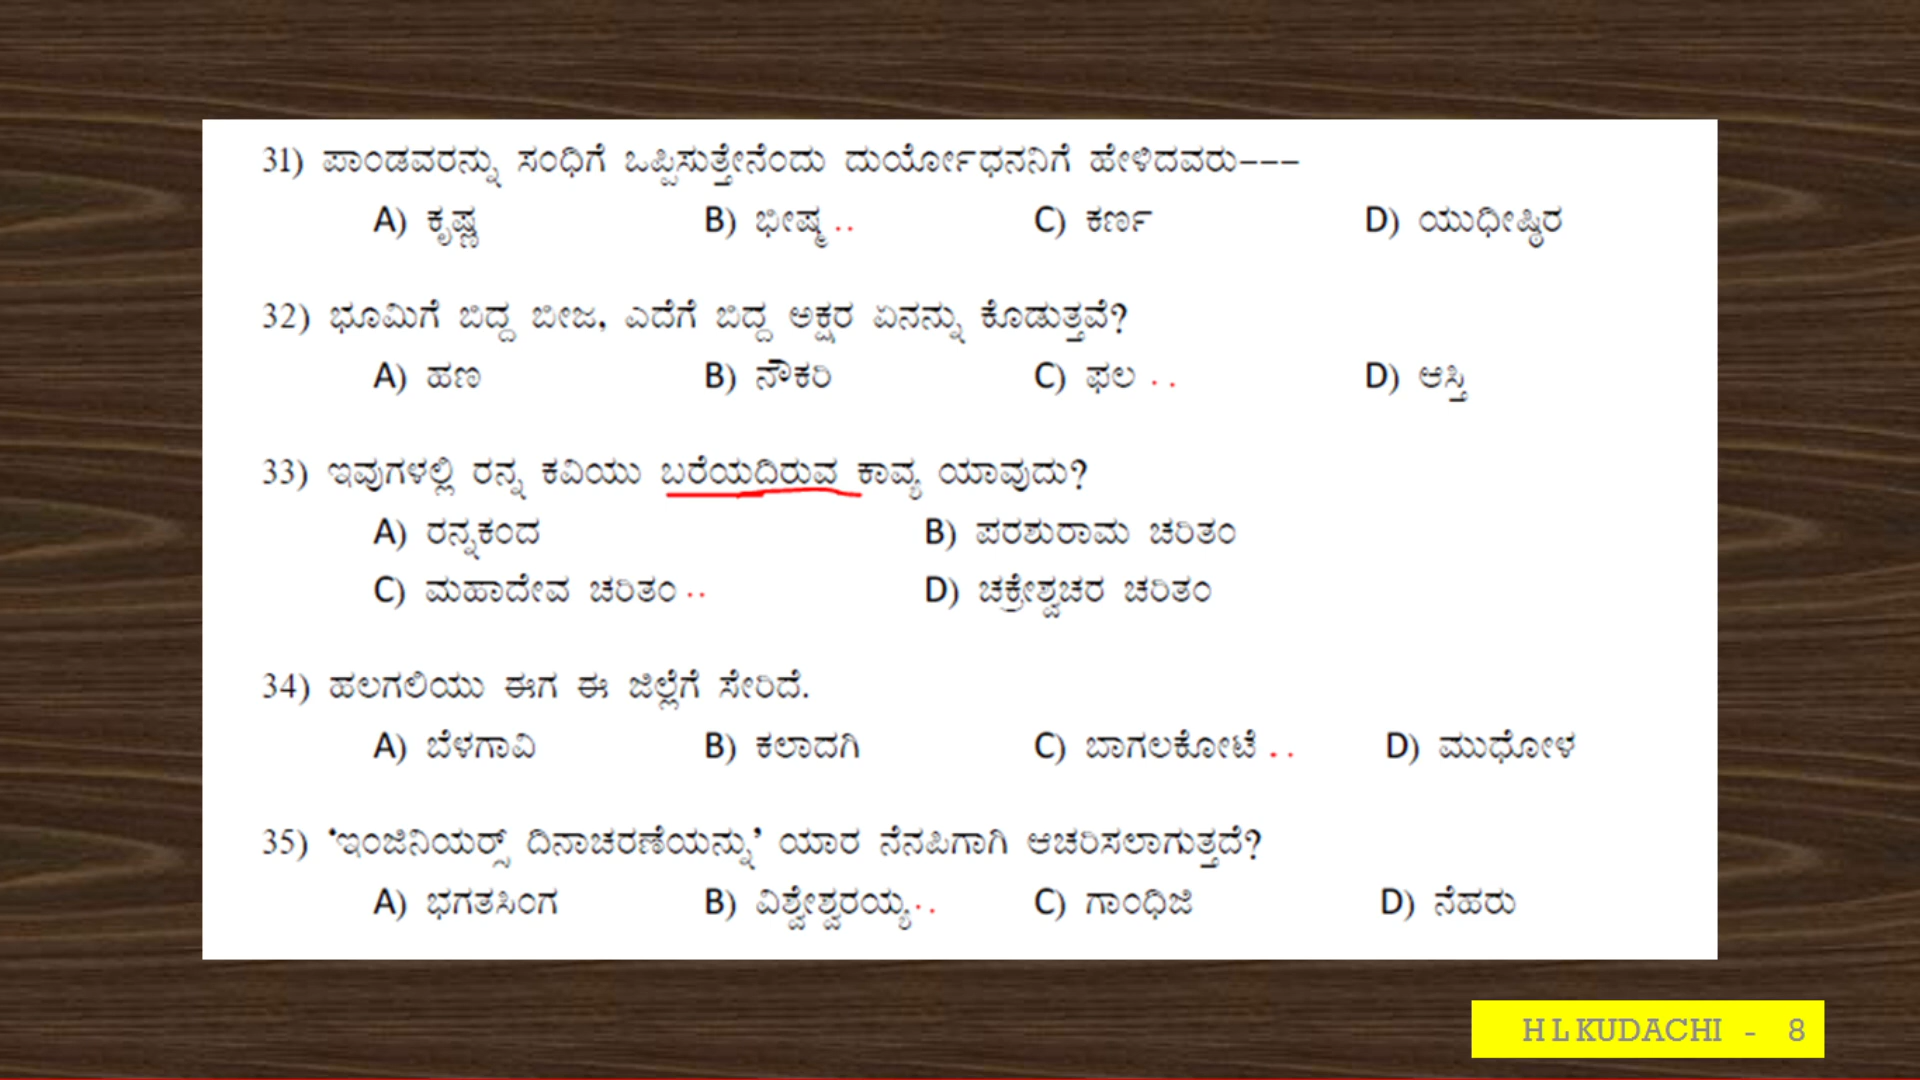 31) ಪಾಂಡವರನ್ನು ಸಂಧಿಗೆ ಒಪ್ಪಿಸುತ್ತೇನೆಂದು ದುರ್ಯೋಧನನಿಗೆ ಹೇಳಿದವರು---
A) ಕೃಷ್ಣ B) ಭೀಷ್ಮ .. C) ಕರ್ಣ D) ಯುಧೀಷ್ಠಿರ
32) ಭೂಮಿಗೆ ಬಿದ್ದ ಬೀಜ, ಎದೆಗೆ ಬಿದ್ದ ಅಕ್ಷರ ಏನನ್ನು ಕೊಡುತ್ತವೆ?
A) ಹಣ B) ನೌಕರಿ C) ಫಲ .. D) ಆಸ್ತಿ
33) ಇವುಗಳಲ್ಲಿ ರನ್ನ ಕವಿಯು ಬರೆಯದಿರುವ ಕಾವ್ಯ ಯಾವುದು?
A) ರನ್ನಕಂದ B) ಪರಶುರಾಮ ಚರಿತಂ
C) ಮಹಾದೇವ ಚರಿತಂ .. D) ಚಕ್ರೇಶ್ವಚರ ಚರಿತಂ
34) ಹಲಗಲಿಯು ಈಗ ಈ ಜಿಲ್ಲೆಗೆ ಸೇರಿದೆ.
A) ಬೆಳಗಾವಿ B) ಕಲಾದಗಿ C) ಬಾಗಲಕೋಟೆ .. D) ಮುಧೋಳ
35) 'ಇಂಜಿನಿಯರ್ಸ್ ದಿನಾಚರಣೆಯನ್ನು' ಯಾರ ನೆನಪಿಗಾಗಿ ಆಚರಿಸಲಾಗುತ್ತದೆ?
A) ಭಗತಸಿಂಗ B) ವಿಶ್ವೇಶ್ವರಯ್ಯ .. C) ಗಾಂಧಿಜಿ D) ನೆಹರು
H L KUDACHI - 8